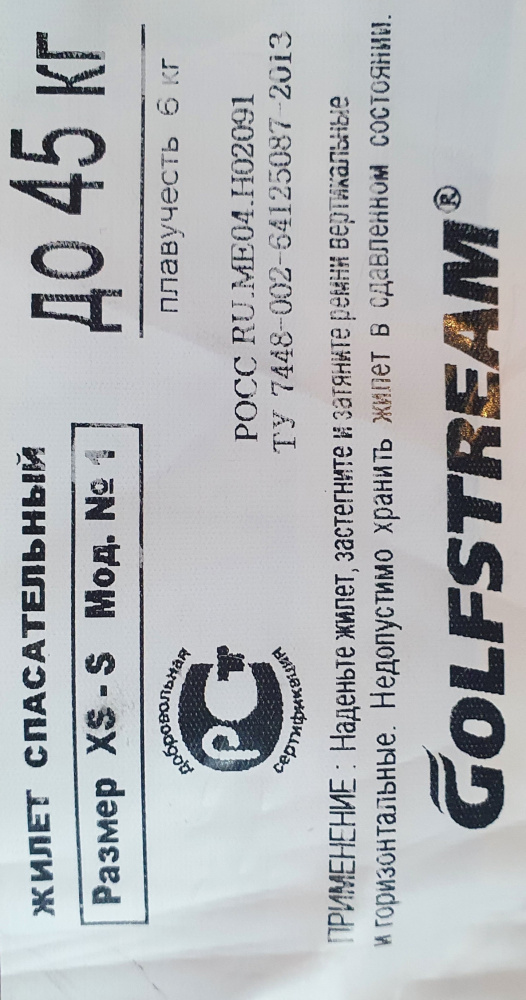 ЖИЛЕТ СПАСАТЕЛЬНЫЙ
ДО 45 КГ
Размер XS - S Мод. № 1
плавучесть 6 кг
добровольная
РСТ
сертификация
РОСС RU.МЕ04.Н02091
ТУ 7448-002-64125087-2013
ПРИМЕНЕНИЕ : Наденьте жилет, застегните и затяните ремни вертикальные
и горизонтальные. Недопустимо хранить жилет в сдавленном состоянии.
GOLFSTREAM®